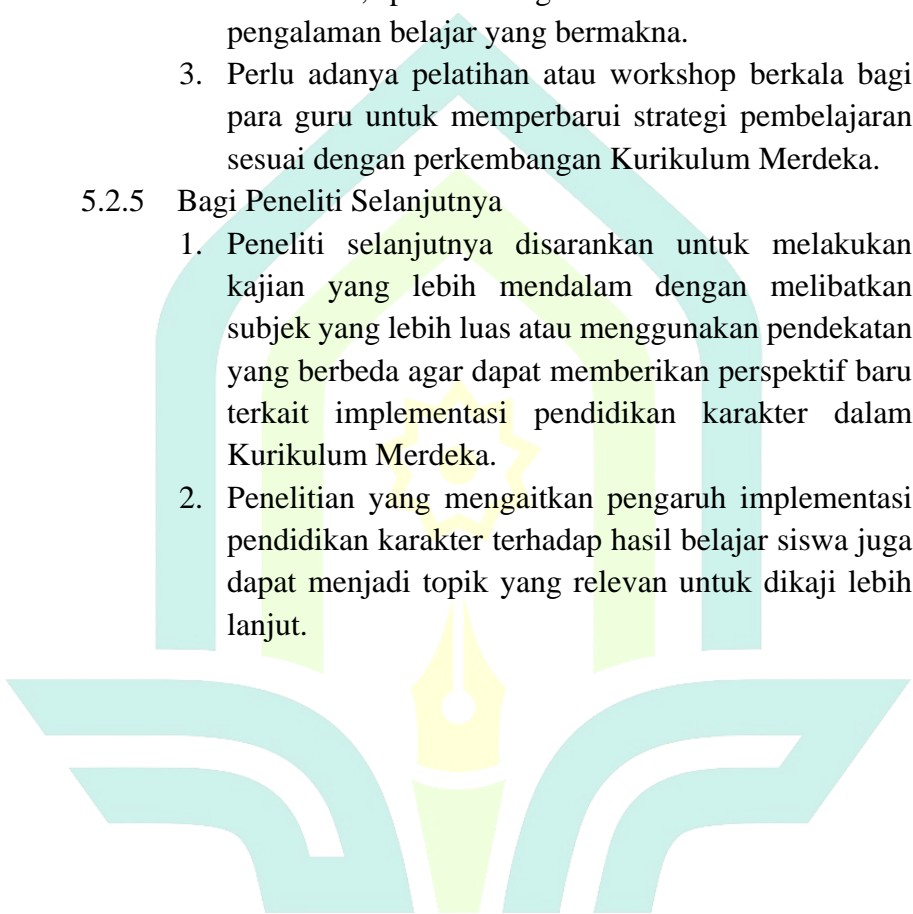 pengalaman belajar yang bermakna.
3. Perlu adanya pelatihan atau workshop berkala bagi
para guru untuk memperbarui strategi pembelajaran
sesuai dengan perkembangan Kurikulum Merdeka.
5.2.5 Bagi Peneliti Selanjutnya
1. Peneliti selanjutnya disarankan untuk melakukan
kajian yang lebih mendalam dengan melibatkan
subjek yang lebih luas atau menggunakan pendekatan
yang berbeda agar dapat memberikan perspektif baru
terkait implementasi pendidikan karakter dalam
Kurikulum Merdeka.
2. Penelitian yang mengaitkan pengaruh implementasi
pendidikan karakter terhadap hasil belajar siswa juga
dapat menjadi topik yang relevan untuk dikaji lebih
lanjut.